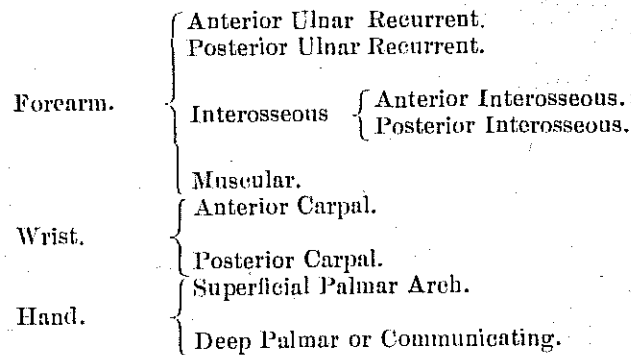 Anterior Ulnar Recurrent.
Posterior Ulnar Recurrent.
Forearm.
Interosseous
Anterior Interosseous.
Posterior Interosseous.
Muscular.
Anterior Carpal.
Wrist.
Posterior Carpal.
Superficial Palmar Arch.
Hand.
Deep Palmar or Communicating.